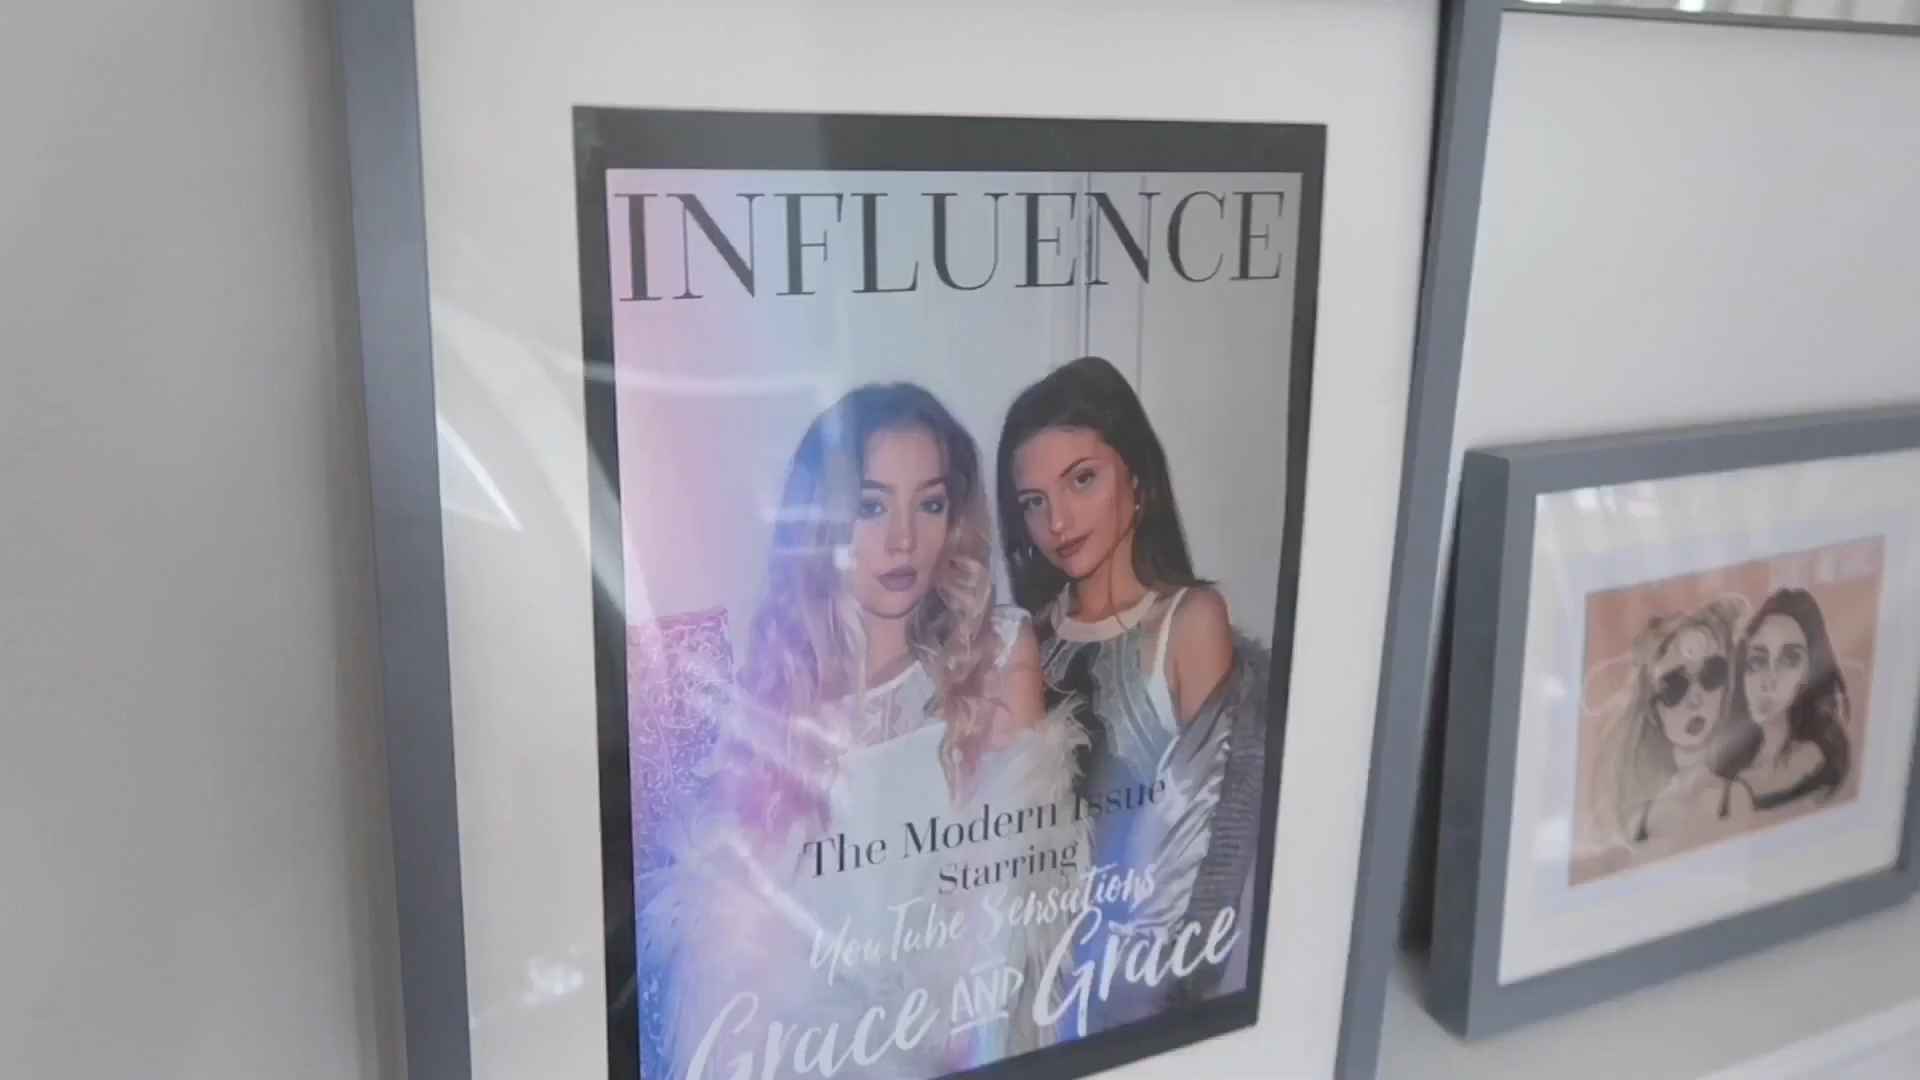 INFLUENCE
The Modern Issue
Starring
YouTube Sensations
Grace AND Grace